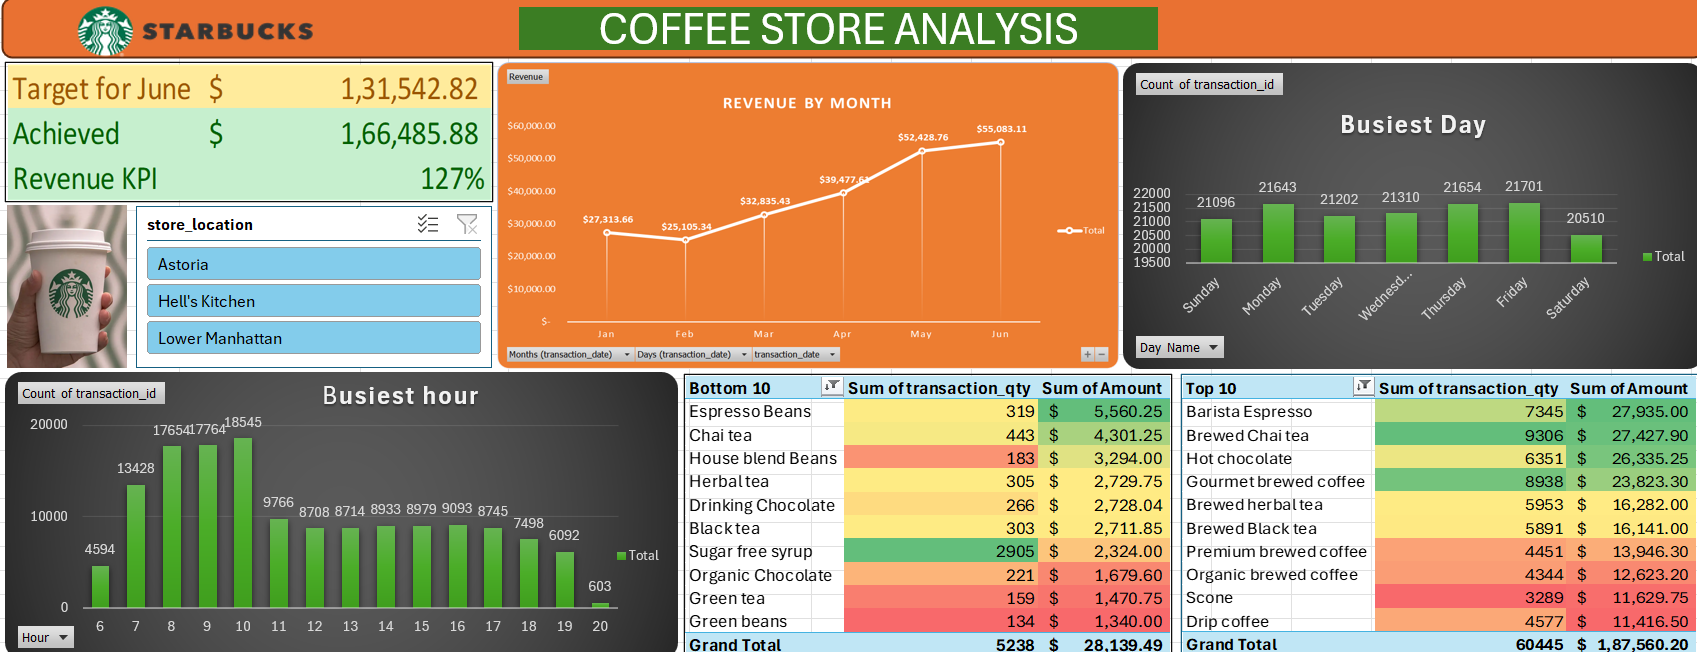 STARBUCKS
COFFEE STORE ANALYSIS
Target for June $ 1,31,542.82
Achieved $ 1,66,485.88
Revenue KPI 127%
store_location
Astoria
Hell's Kitchen
Lower Manhattan
Revenue
REVENUE BY MONTH
$60,000.00
$50,000.00
$40,000.00
$30,000.00
$20,000.00
$10,000.00
$-
$27,313.66
$25,105.34
$32,835.43
$39,477.61
$52,428.76
$55,083.11
Total
Jan Feb Mar Apr May Jun
Months (transaction_date) Days (transaction_date) transaction_date
+ −
Count of transaction_id
Busiest Day
22000
21500
21000
20500
20000
19500
21096 21643 21202 21310 21654 21701 20510
Total
Sunday Monday Tuesday Wednesd... Thursday Friday Saturday
Day Name
Count of transaction_id
Busiest hour
20000
10000
0
4594 13428 17654 17764 18545 9766 8708 8714 8933 8979 9093 8745 7498 6092 603
Total
6 7 8 9 10 11 12 13 14 15 16 17 18 19 20
Hour
Bottom 10 Sum of transaction_qty Sum of Amount
Espresso Beans 319 $ 5,560.25
Chai tea 443 $ 4,301.25
House blend Beans 183 $ 3,294.00
Herbal tea 305 $ 2,729.75
Drinking Chocolate 266 $ 2,728.04
Black tea 303 $ 2,711.85
Sugar free syrup 2905 $ 2,324.00
Organic Chocolate 221 $ 1,679.60
Green tea 159 $ 1,470.75
Green beans 134 $ 1,340.00
Grand Total 5238 $ 28,139.49
Top 10 Sum of transaction_qty Sum of Amount
Barista Espresso 7345 $ 27,935.00
Brewed Chai tea 9306 $ 27,427.90
Hot chocolate 6351 $ 26,335.25
Gourmet brewed coffee 8938 $ 23,823.30
Brewed herbal tea 5953 $ 16,282.00
Brewed Black tea 5891 $ 16,141.00
Premium brewed coffee 4451 $ 13,946.30
Organic brewed coffee 4344 $ 12,623.20
Scone 3289 $ 11,629.75
Drip coffee 4577 $ 11,416.50
Grand Total 60445 $ 1,87,560.20